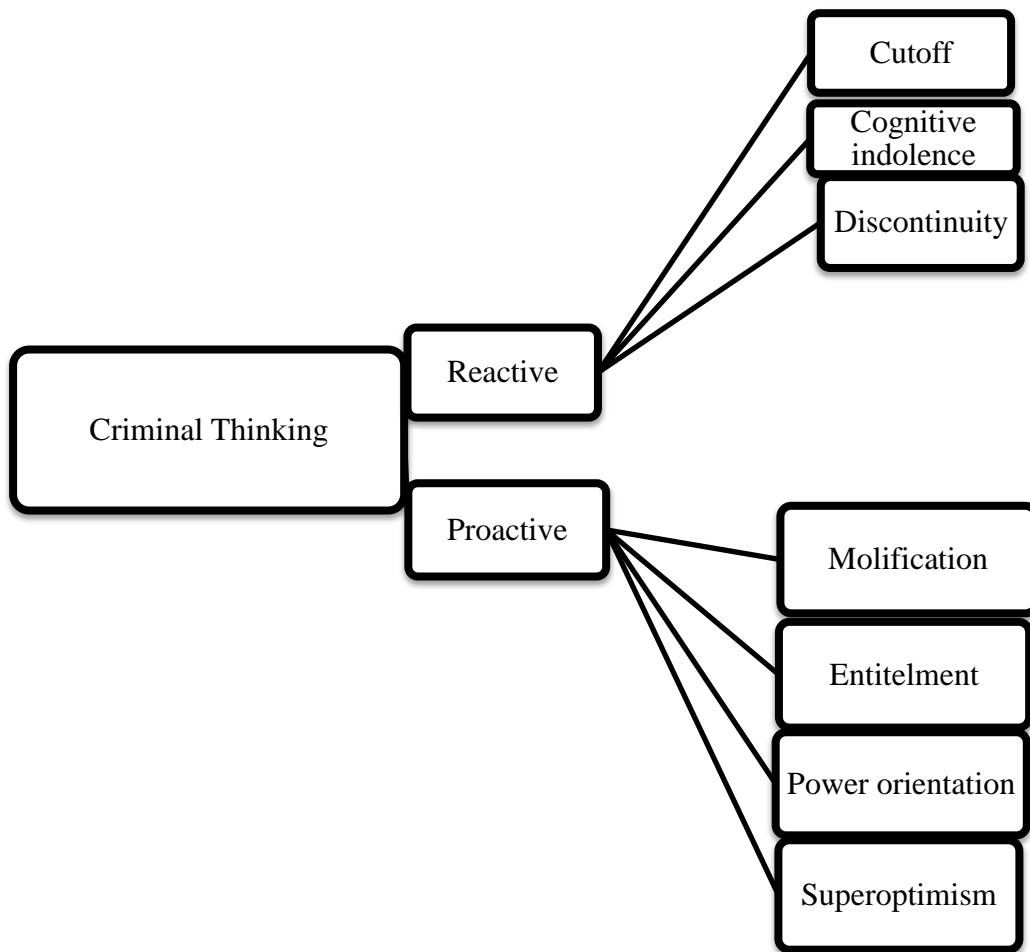 Criminal Thinking
Reactive
Cutoff
Cognitive
indolence
Discontinuity
Proactive
Molification
Entitelment
Power orientation
Superoptimism